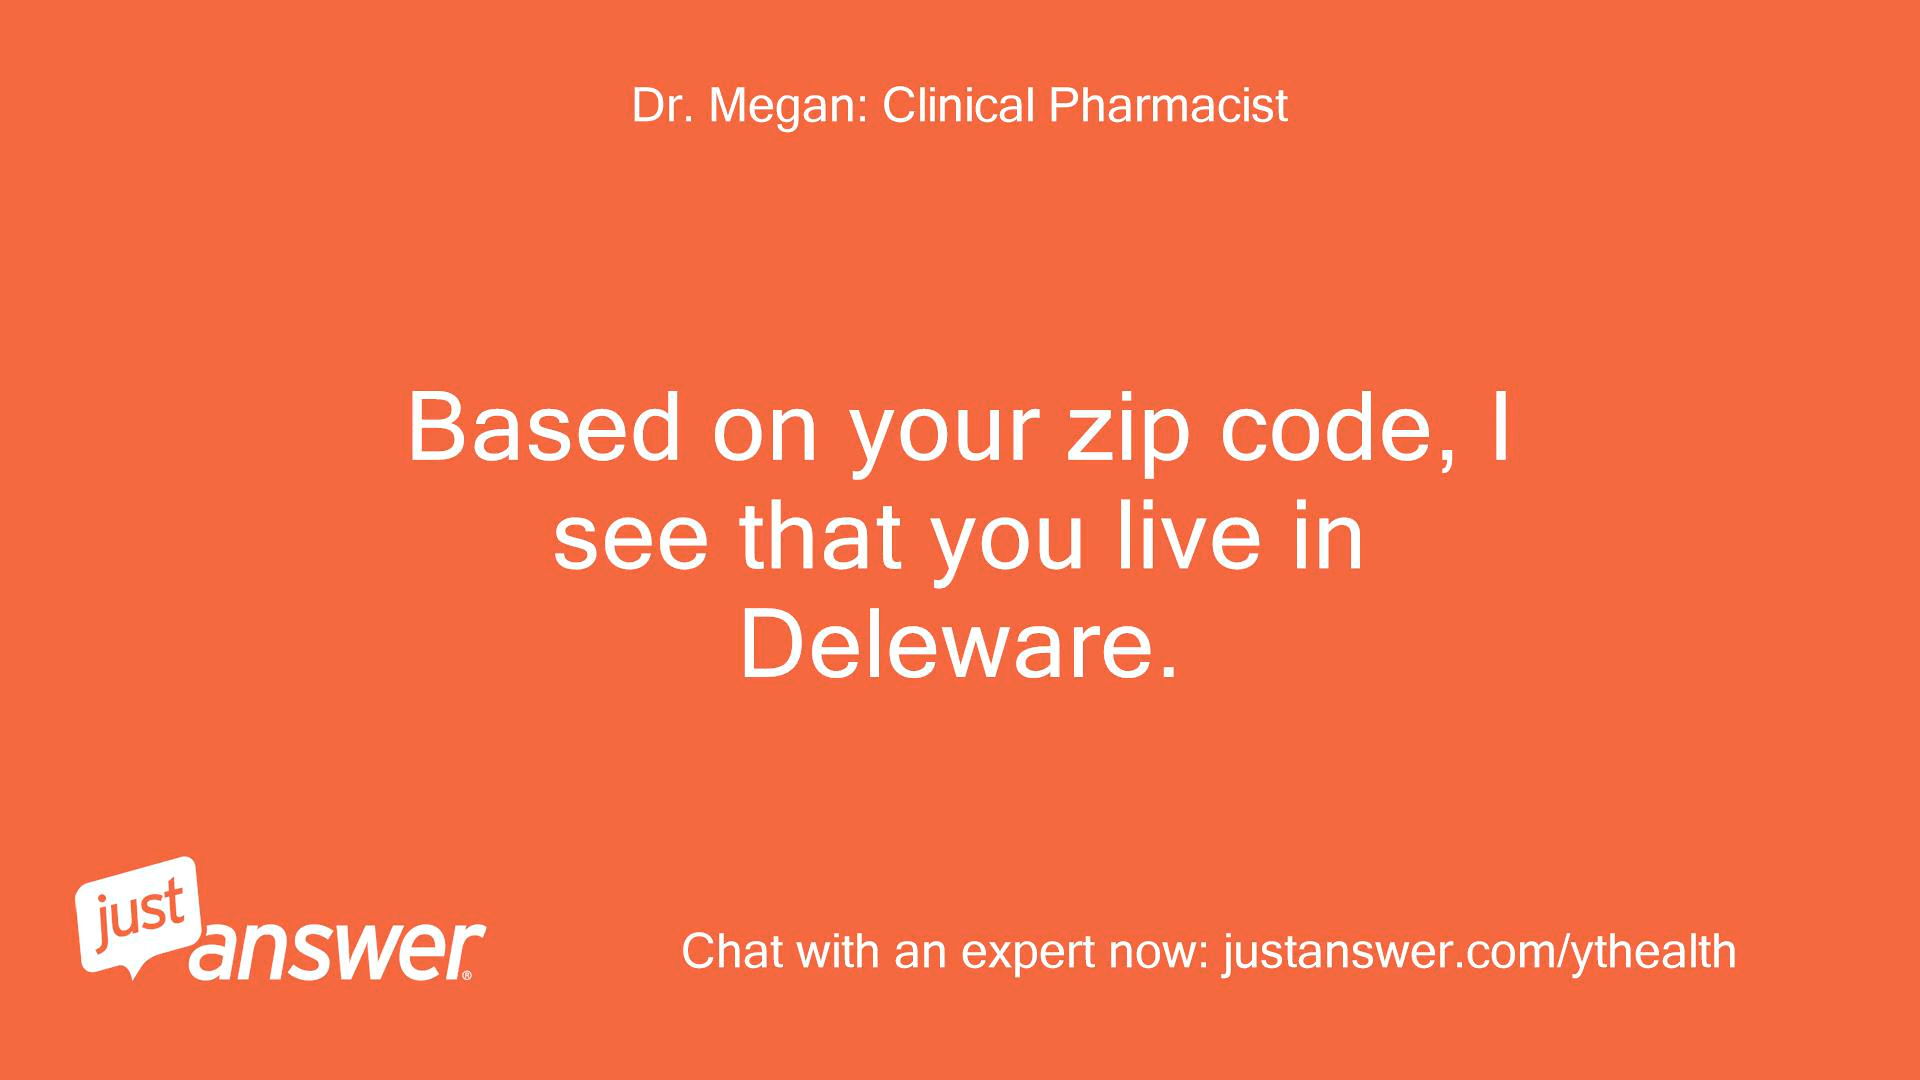 Dr. Megan: Clinical Pharmacist
Based on your zip code, I
see that you live in
Deleware.
just
answer®
Chat with an expert now: justanswer.com/ythealth